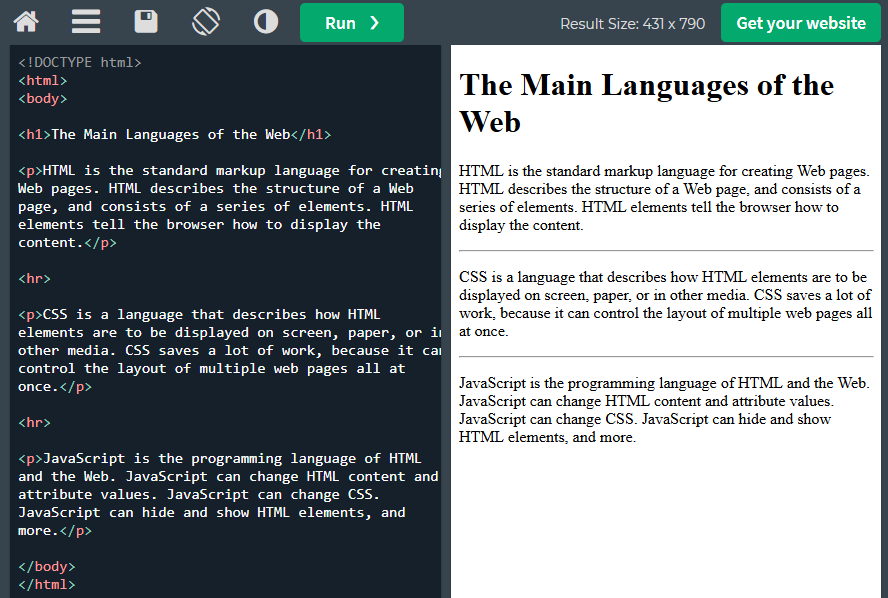 Run ❯
Result Size: 431 x 790
Get your website
<!DOCTYPE html>
<html>
<body>
<h1>The Main Languages of the Web</h1>
<p>HTML is the standard markup language for creating
Web pages. HTML describes the structure of a Web
page, and consists of a series of elements. HTML
elements tell the browser how to display the
content.</p>
<hr>
<p>CSS is a language that describes how HTML
elements are to be displayed on screen, paper, or in
other media. CSS saves a lot of work, because it can
control the layout of multiple web pages all at
once.</p>
<hr>
<p>JavaScript is the programming language of HTML
and the Web. JavaScript can change HTML content and
attribute values. JavaScript can change CSS.
JavaScript can hide and show HTML elements, and
more.</p>
</body>
</html>
The Main Languages of the
Web
HTML is the standard markup language for creating Web pages.
HTML describes the structure of a Web page, and consists of a
series of elements. HTML elements tell the browser how to
display the content.
CSS is a language that describes how HTML elements are to be
displayed on screen, paper, or in other media. CSS saves a lot of
work, because it can control the layout of multiple web pages all
at once.
JavaScript is the programming language of HTML and the Web.
JavaScript can change HTML content and attribute values.
JavaScript can change CSS. JavaScript can hide and show
HTML elements, and more.